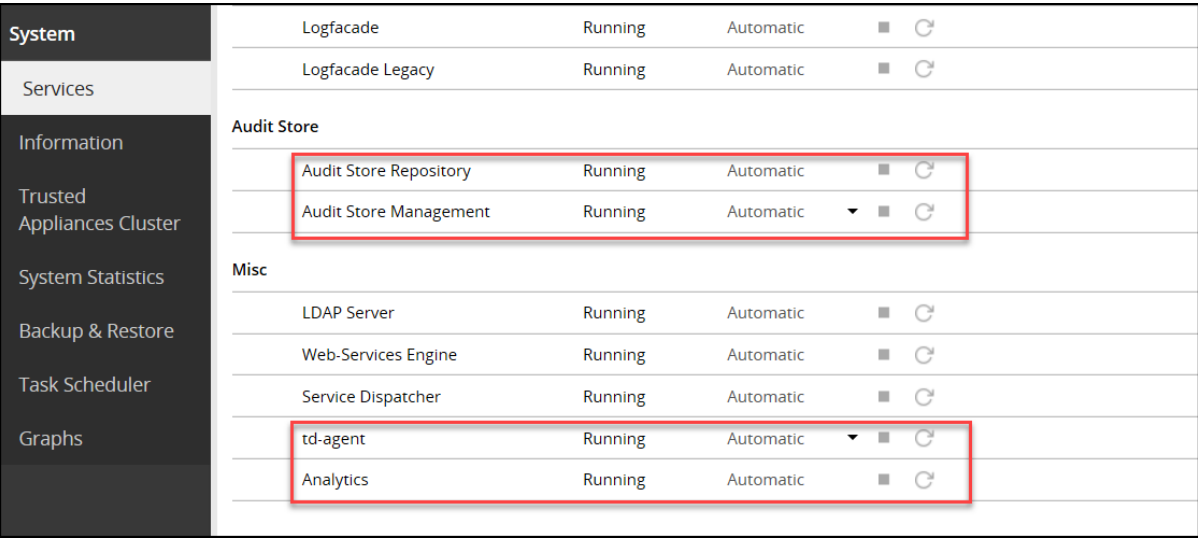 System
Services
Information
Trusted
Appliances Cluster
System Statistics
Backup & Restore
Task Scheduler
Graphs
Logfacade Running Automatic
Logfacade Legacy Running Automatic
Audit Store
Audit Store Repository Running Automatic
Audit Store Management Running Automatic
Misc
LDAP Server Running Automatic
Web-Services Engine Running Automatic
Service Dispatcher Running Automatic
td-agent Running Automatic
Analytics Running Automatic